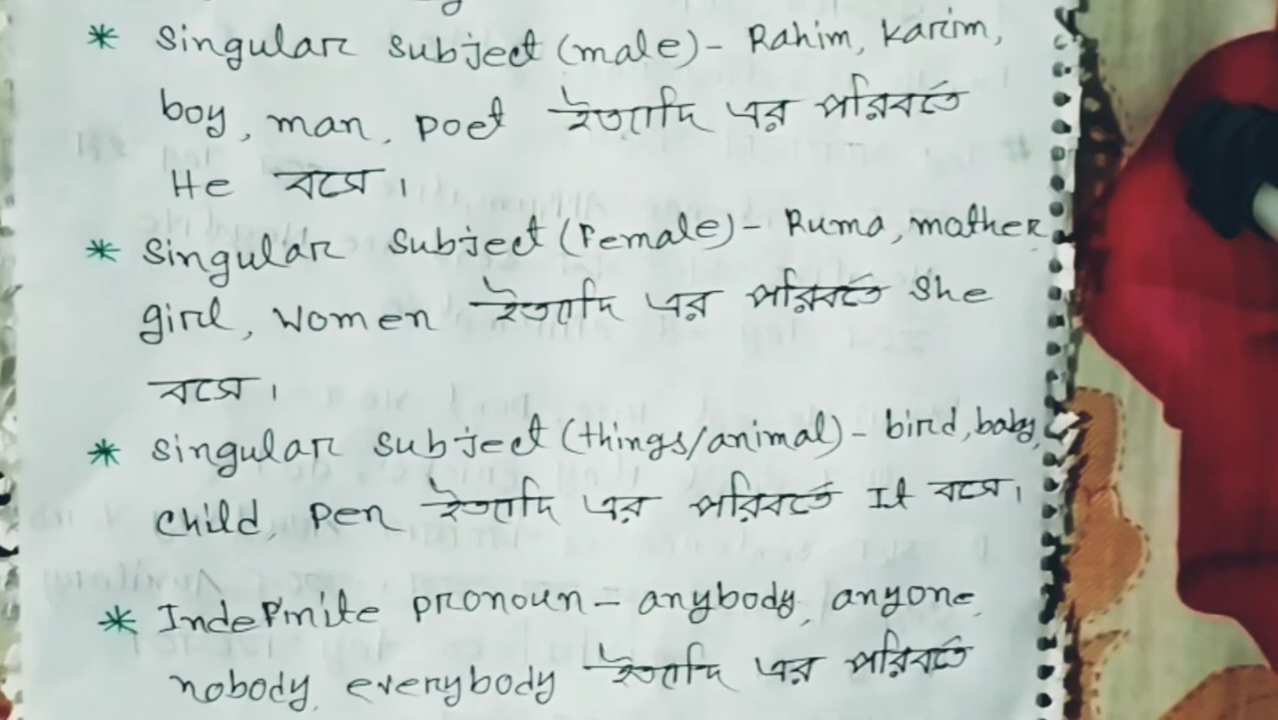 * Singular subject (male) - Rahim, Karim,
boy, man, poet ইত্যাদি এর পরিবর্তে
He বসে।
* Singular subject (Female) - Ruma, mother
girl, women ইত্যাদি এর পরিবর্তে She
বসে।
* Singular subject (things/animal) - bird, baby,
child, pen ইত্যাদি এর পরিবর্তে It বসে।
* Indefinite pronoun - anybody, anyone,
nobody, everybody ইত্যাদি এর পরিবর্তে